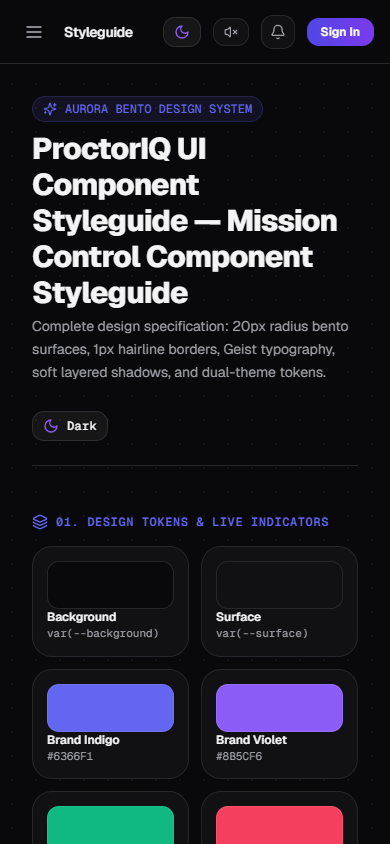 Styleguide
Sign In
AURORA BENTO DESIGN SYSTEM
ProctorIQ UI
Component
Styleguide — Mission
Control Component
Styleguide
Complete design specification: 20px radius bento
surfaces, 1px hairline borders, Geist typography,
soft layered shadows, and dual-theme tokens.
Dark
01. DESIGN TOKENS & LIVE INDICATORS
Background
var(--background)
Surface
var(--surface)
Brand Indigo
#6366F1
Brand Violet
#8B5CF6